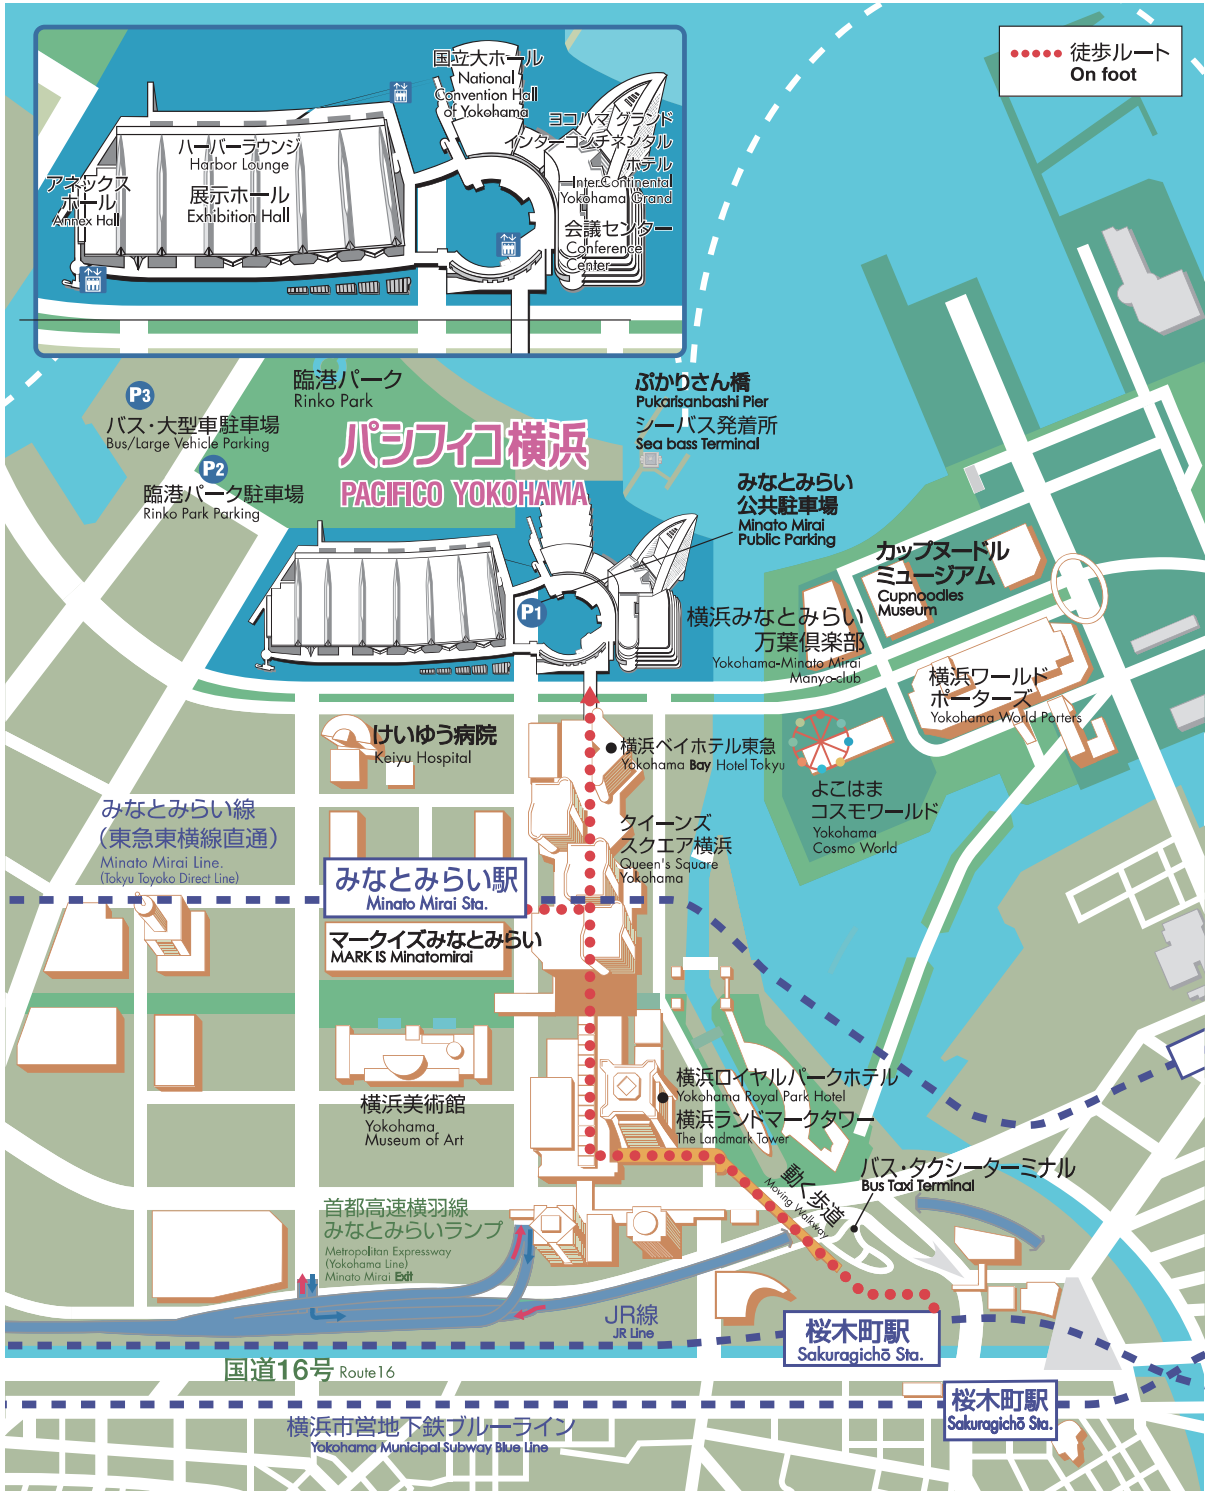 徒歩ルート
On foot
国立大ホール
National
Convention Hall
of Yokohama
ヨコハマ グランド
インターコンチネンタル
ホテル
InterContinental
Yokohama Grand
ハーバーラウンジ
Harbor Lounge
アネックス
ホール
Annex Hall
展示ホール
Exhibition Hall
会議センター
Conference
Center
臨港パーク
Rinko Park
P3
バス・大型車駐車場
Bus/Large Vehicle Parking
P2
臨港パーク駐車場
Rinko Park Parking
パシフィコ横浜
PACIFICO YOKOHAMA
ぷかりさん橋
Pukarisanbashi Pier
シーバス発着所
Sea bass Terminal
みなとみらい
公共駐車場
Minato Mirai
Public Parking
カップヌードル
ミュージアム
Cupnoodles
Museum
P1
横浜みなとみらい
万葉倶楽部
Yokohama-Minato Mirai
Manyo-club
横浜ワールド
ポーターズ
Yokohama World Porters
けいゆう病院
Keiyu Hospital
横浜ベイホテル東急
Yokohama Bay Hotel Tokyu
よこはま
コスモワールド
Yokohama
Cosmo World
みなとみらい線
（東急東横線直通）
Minato Mirai Line.
(Tokyu Toyoko Direct Line)
クイーンズ
スクエア横浜
Queen's Square
Yokohama
みなとみらい駅
Minato Mirai Sta.
マークイズみなとみらい
MARK IS Minatomirai
横浜美術館
Yokohama
Museum of Art
横浜ロイヤルパークホテル
Yokohama Royal Park Hotel
横浜ランドマークタワー
The Landmark Tower
動く歩道
Moving Walkway
バス・タクシーターミナル
Bus Taxi Terminal
首都高速横羽線
みなとみらいランプ
Metropolitan Expressway
(Yokohama Line)
Minato Mirai Exit
JR線
JR Line
桜木町駅
Sakuragichō Sta.
国道16号 Route16
桜木町駅
Sakuragichō Sta.
横浜市営地下鉄ブルーライン
Yokohama Municipal Subway Blue Line